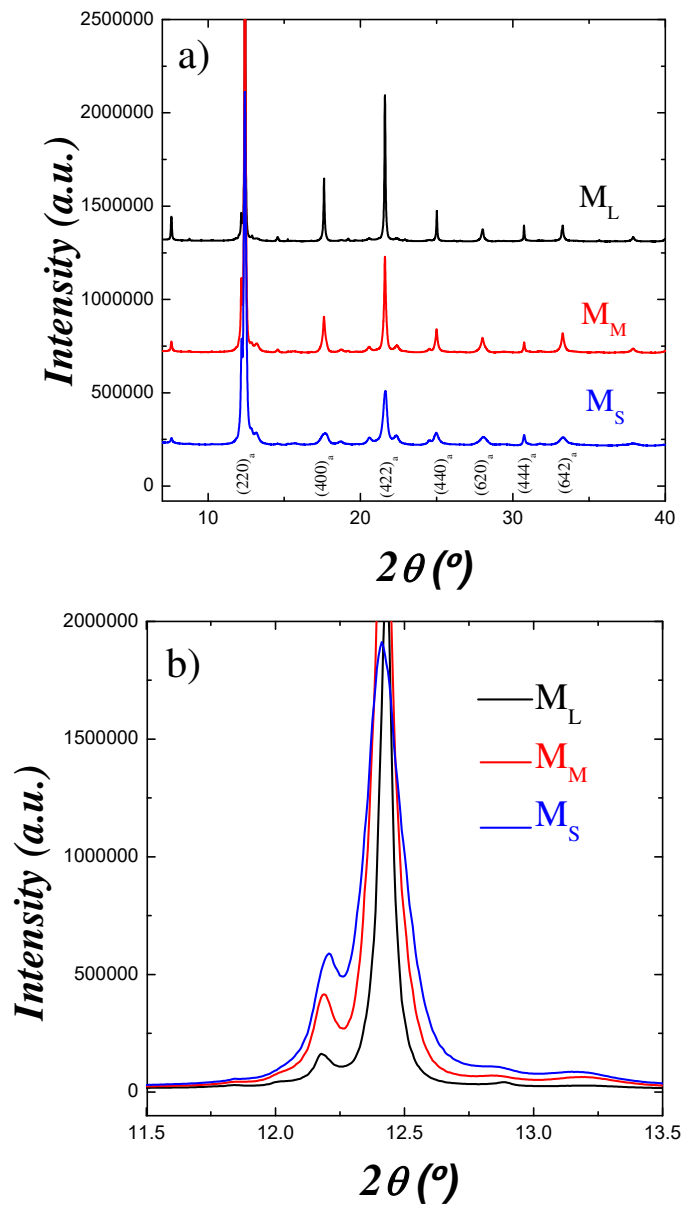 a)
2500000
2000000
1500000
1000000
500000
0
Intensity (a.u.)
M_L
M_M
M_S
(220)_a
(400)_a
(422)_a
(440)_a
(620)_a
(444)_a
(642)_a
10 20 30 40
2θ (º)
b)
2000000
1500000
1000000
500000
0
Intensity (a.u.)
M_L
M_M
M_S
11.5 12.0 12.5 13.0 13.5
2θ (º)